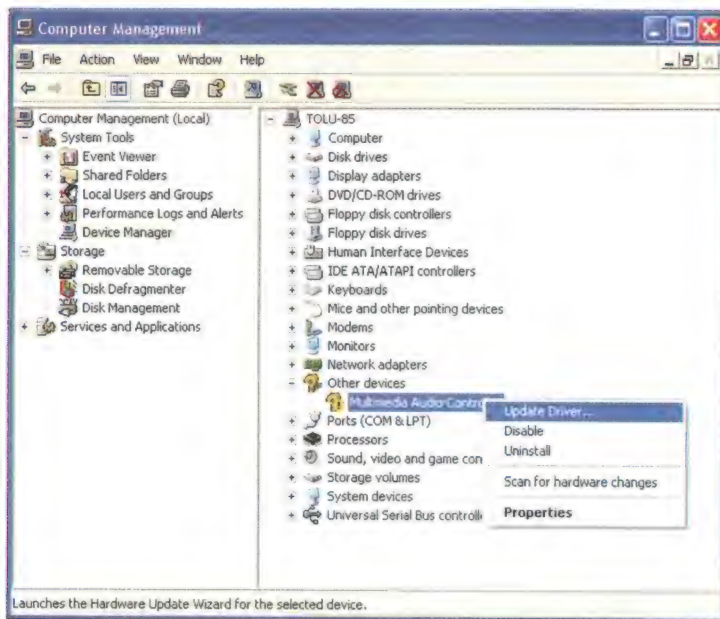 Computer Management
File Action View Window Help
Computer Management (Local)
System Tools
Event Viewer
Shared Folders
Local Users and Groups
Performance Logs and Alerts
Device Manager
Storage
Removable Storage
Disk Defragmenter
Disk Management
Services and Applications
TOLU-85
Computer
Disk drives
Display adapters
DVD/CD-ROM drives
Floppy disk controllers
Floppy disk drives
Human Interface Devices
IDE ATA/ATAPI controllers
Keyboards
Mice and other pointing devices
Modems
Monitors
Network adapters
Other devices
Multimedia Audio Contro
Ports (COM & LPT)
Processors
Sound, video and game con
Storage volumes
System devices
Universal Serial Bus controlle
Update Driver...
Disable
Uninstall
Scan for hardware changes
Properties
Launches the Hardware Update Wizard for the selected device.